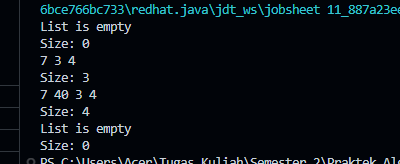 6bce766bc733\redhat.java\jdt_ws\jobsheet 11_887a23ee
List is empty
Size: 0
7 3 4
Size: 3
7 40 3 4
Size: 4
List is empty
Size: 0
PS C:\Users\Acer\Tugas Kuliah\Semester 2\Praktek Al